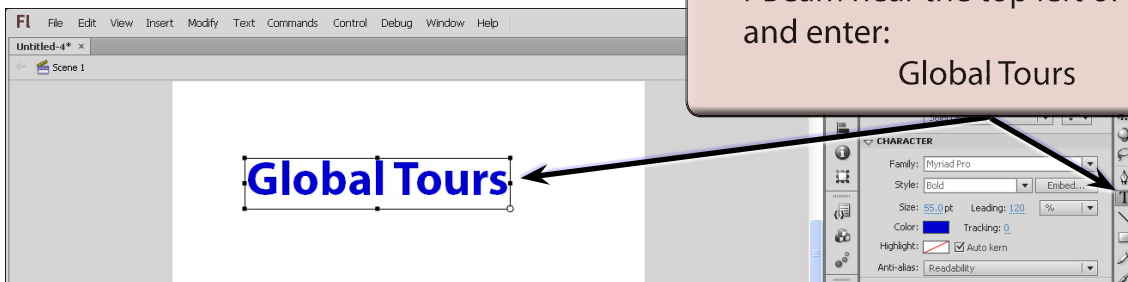 Fl File Edit View Insert Modify Text Commands Control Debug Window Help
Untitled-4* ×
Scene 1
and enter:
Global Tours
Global Tours
CHARACTER
Family: Myriad Pro
Style: Bold Embed...
Size: 55.0 pt Leading: 120 %
Color: Tracking: 0
Highlight: Auto kern
Anti-alias: Readability
T